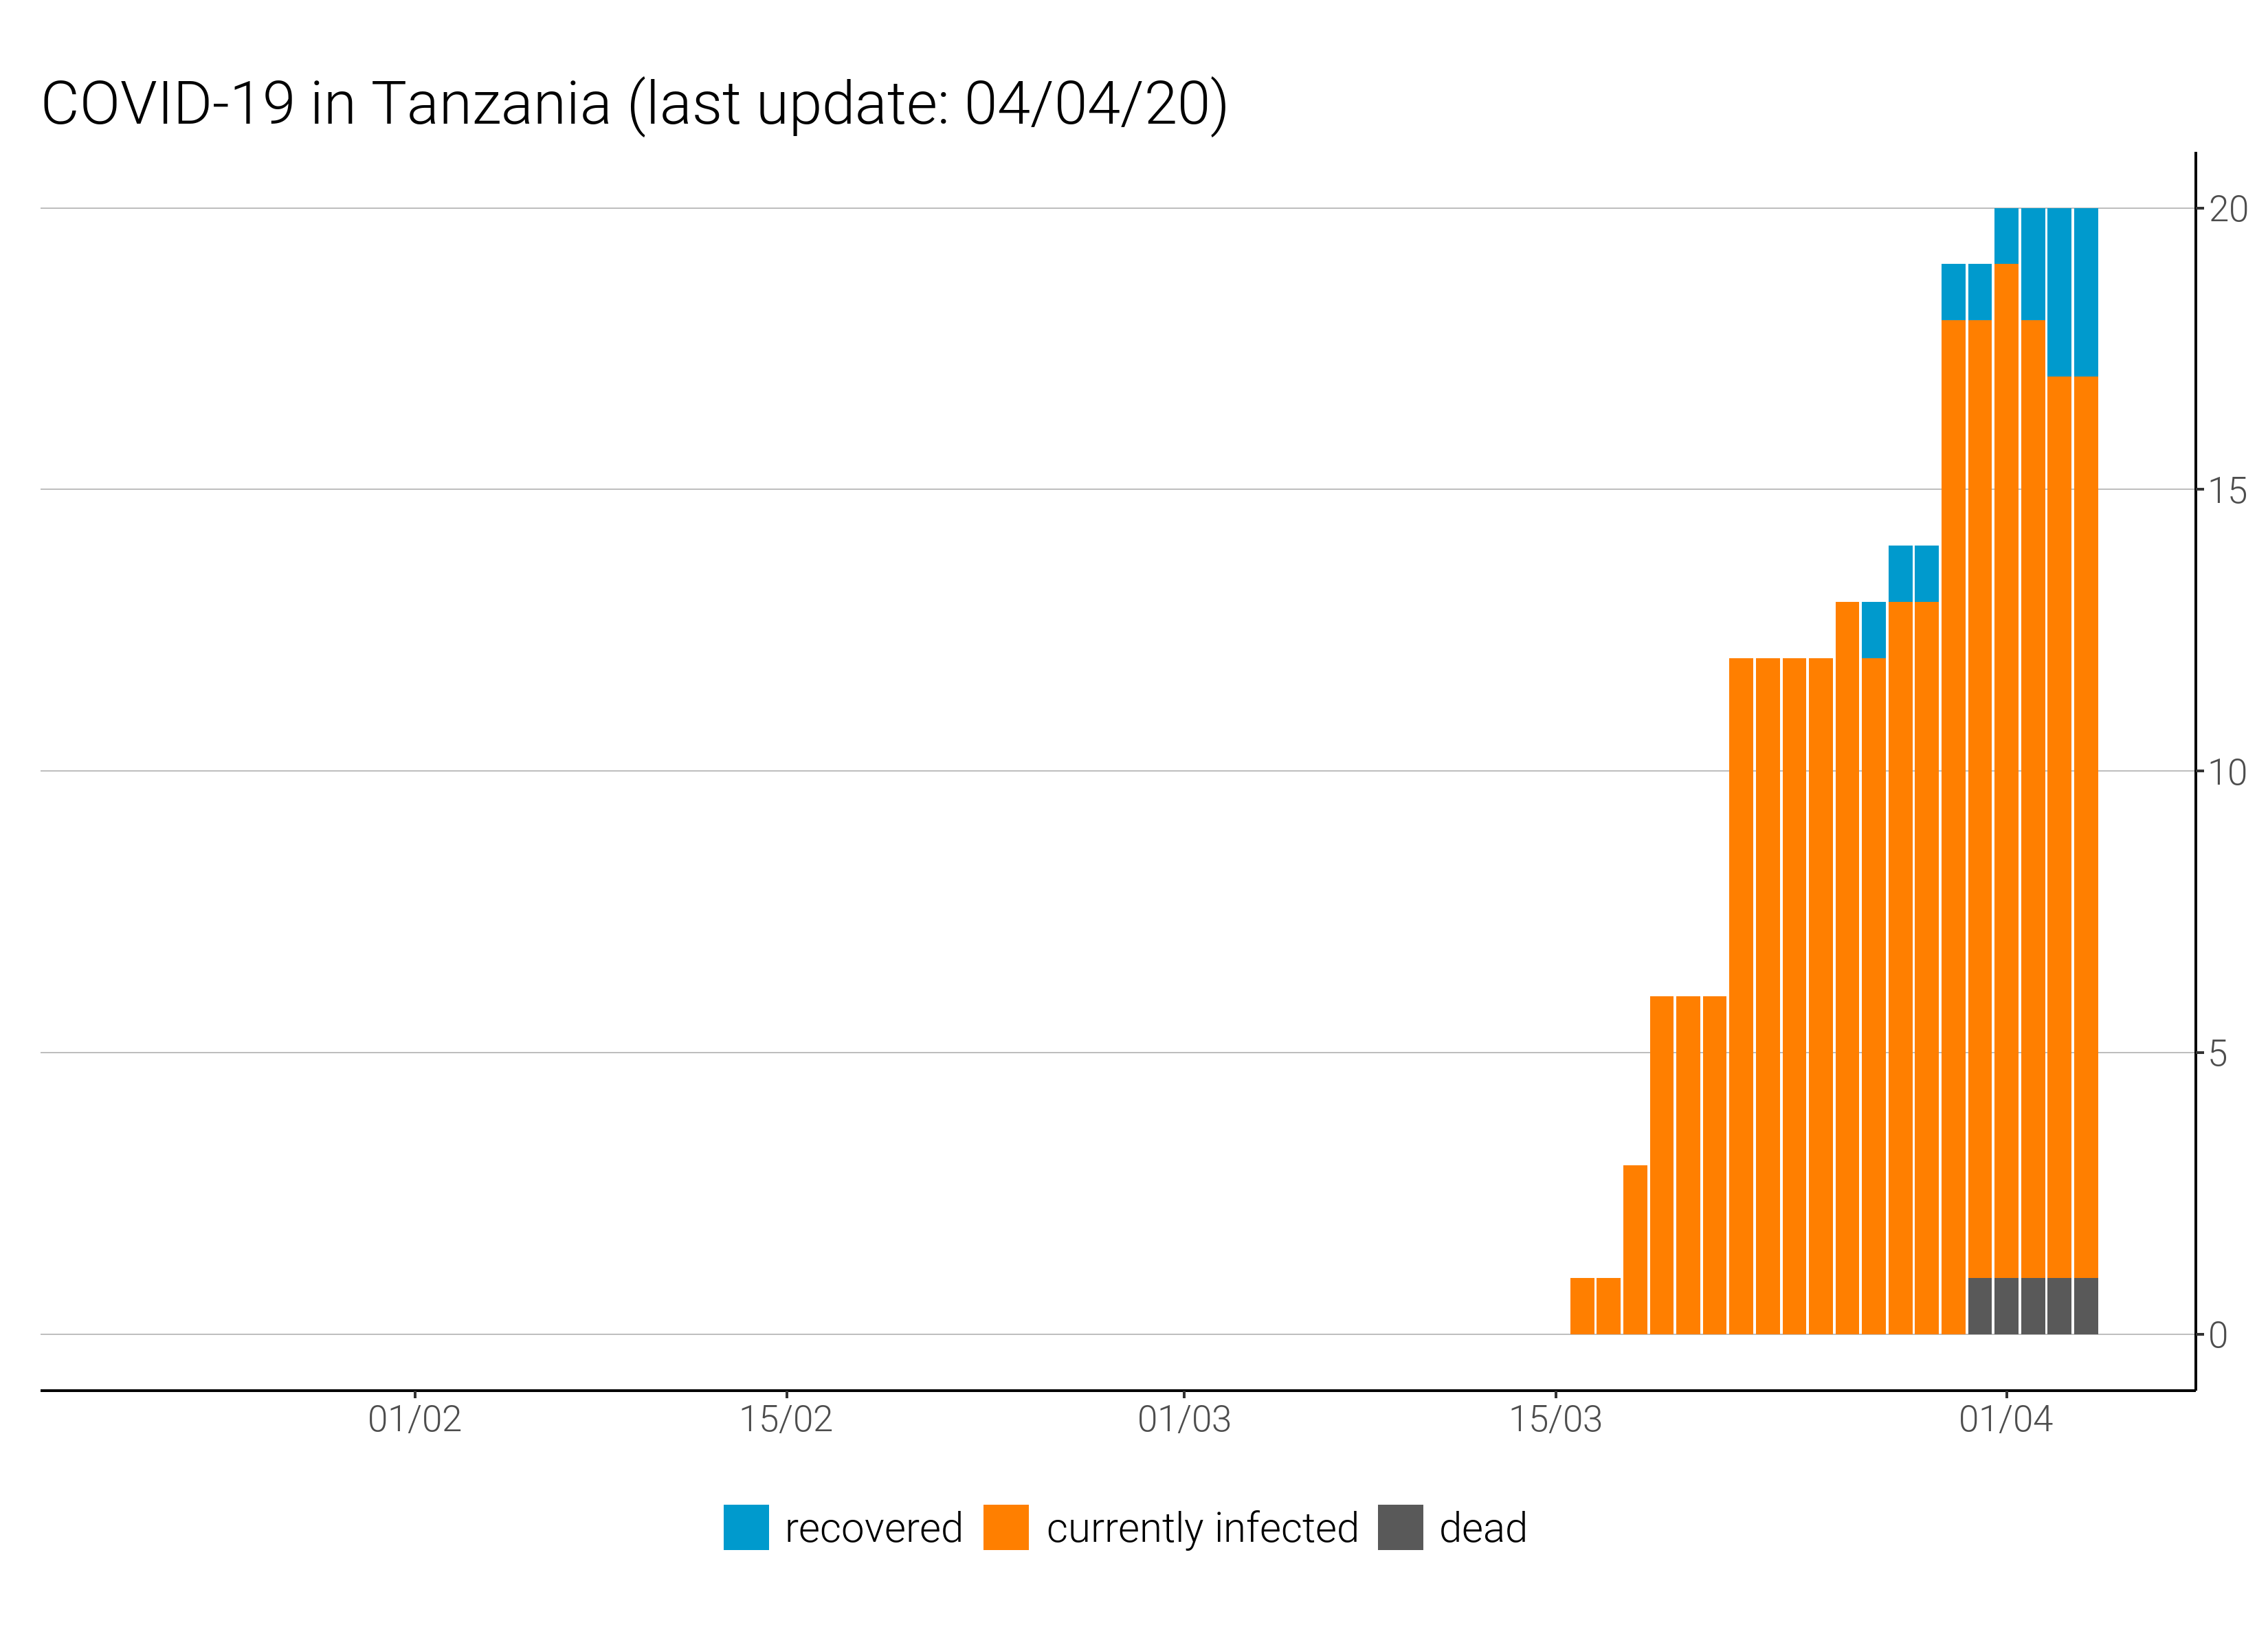 COVID-19 in Tanzania (last update: 04/04/20)
20
15
10
5
0
01/02 15/02 01/03 15/03 01/04
recovered currently infected dead